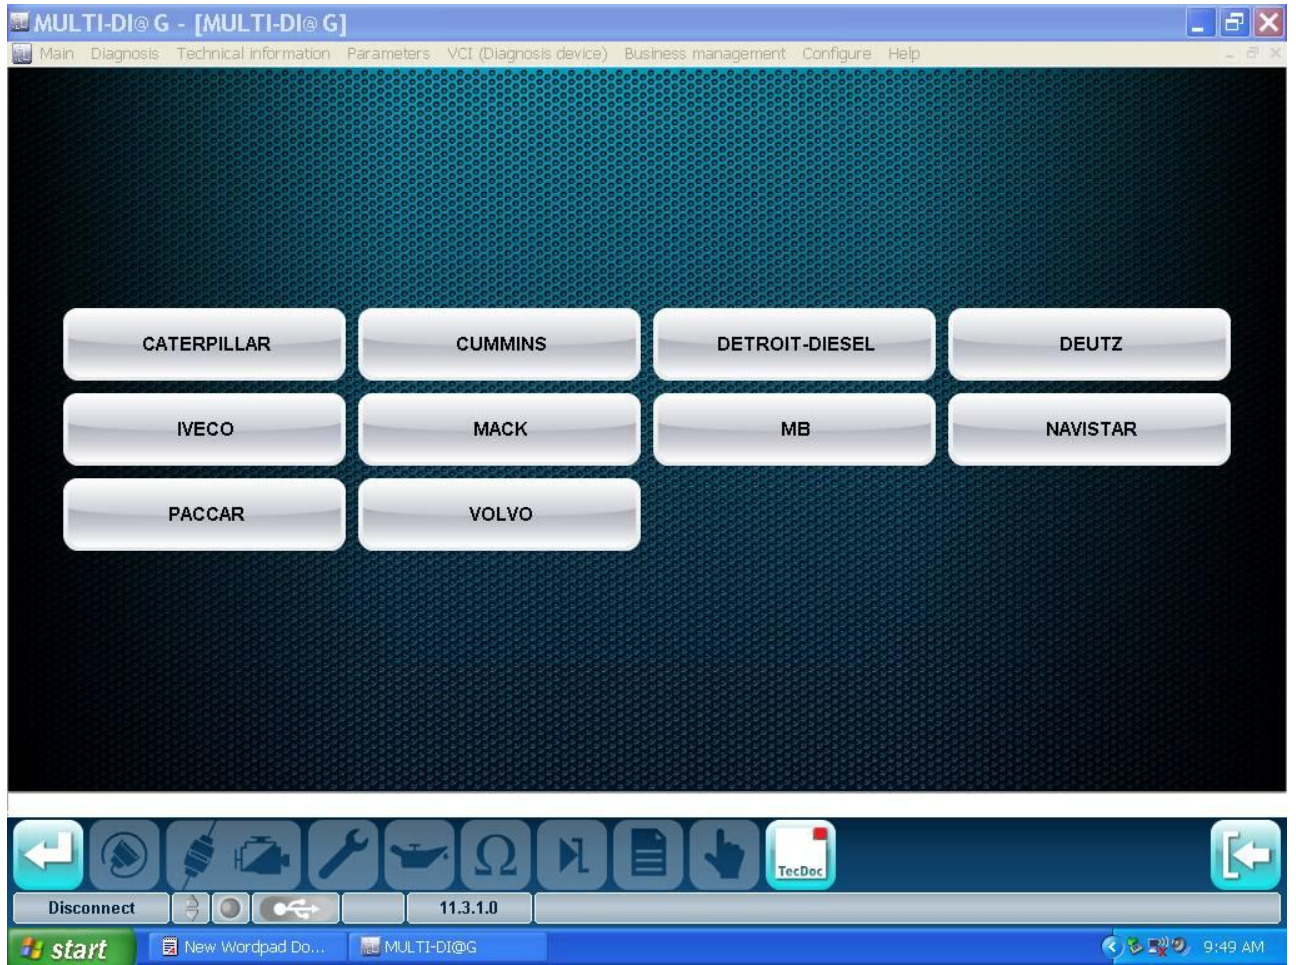 MULTI-DI@G - [MULTI-DI@G]
Main Diagnosis Technical information Parameters VCI (Diagnosis device) Business management Configure Help
CATERPILLAR CUMMINS DETROIT-DIESEL DEUTZ
IVECO MACK MB NAVISTAR
PACCAR VOLVO
Ω
TecDoc
Disconnect 11.3.1.0
start New Wordpad Do... MULTI-DI@G 9:49 AM